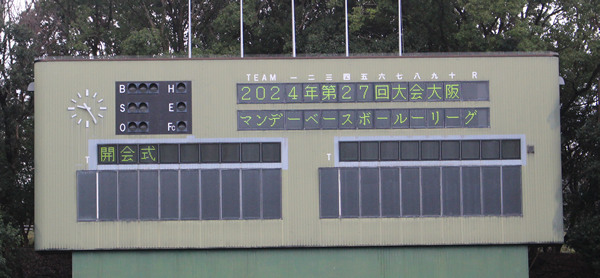 TEAM 一二三四五六七八九十R
B H
2024年第27回大会大阪
S E
O Fc
マンデーベースボールーリーグ
T 開会式
T